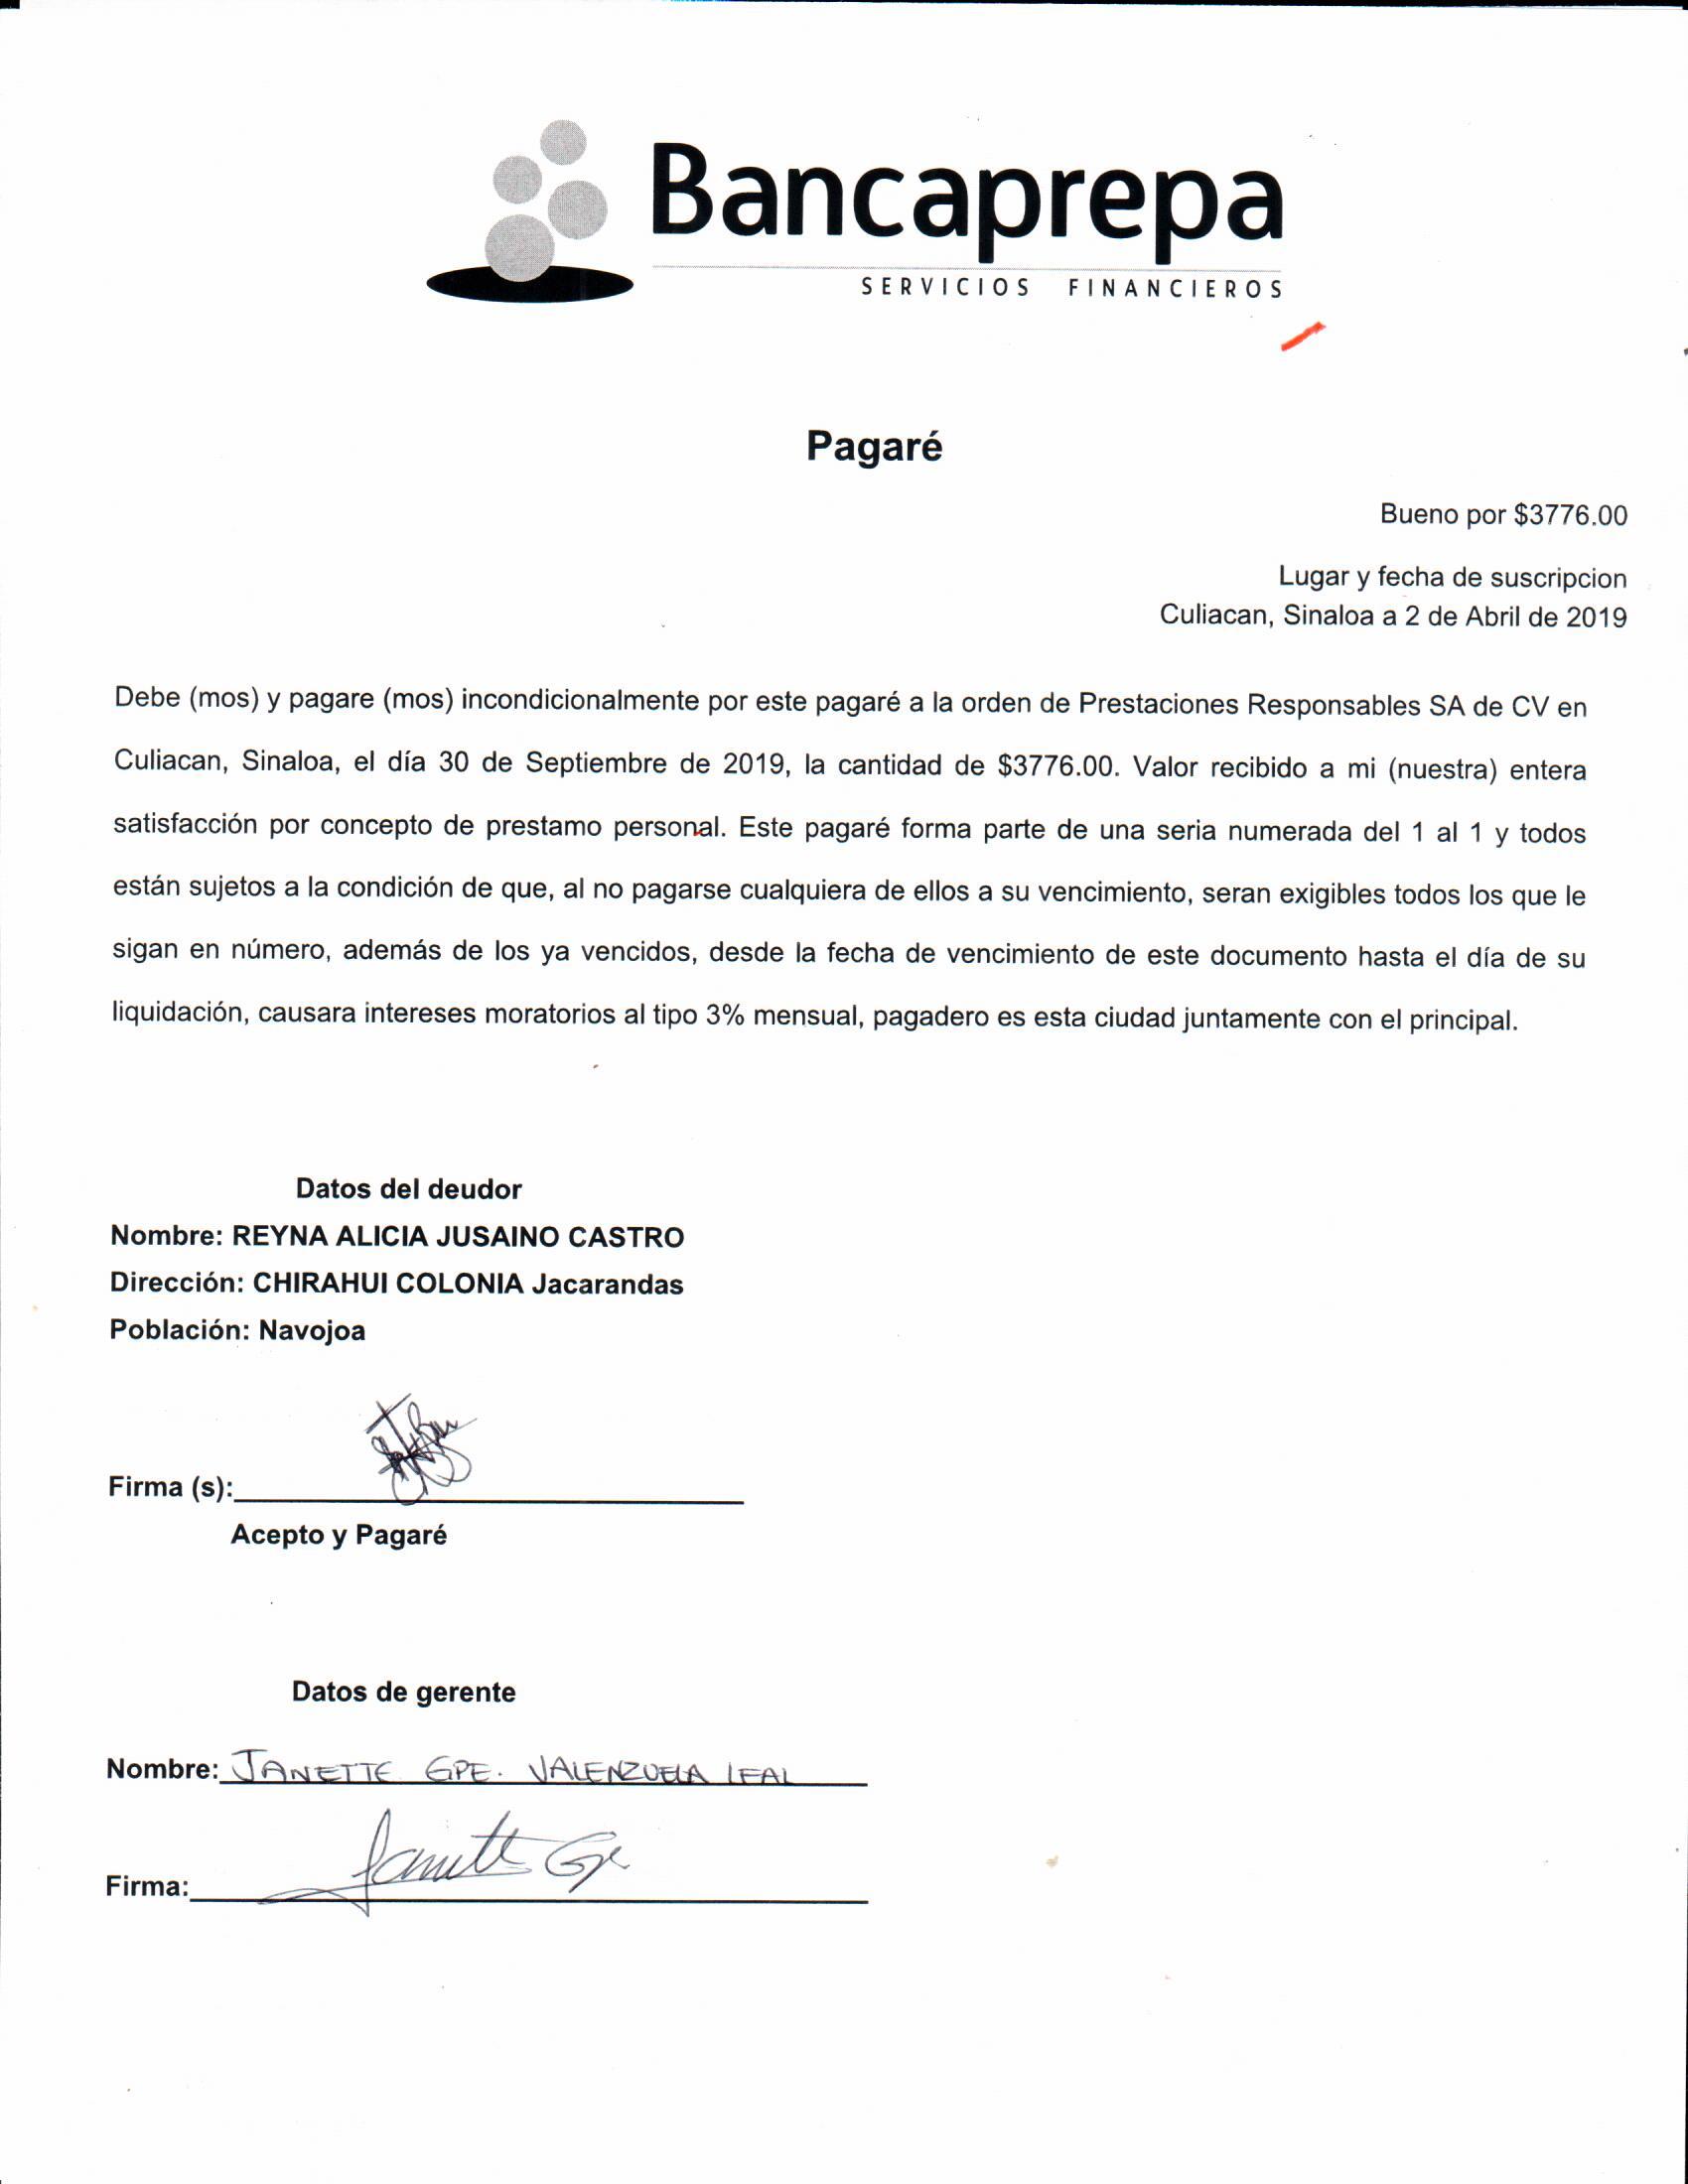 Bancaprepa
SERVICIOS FINANCIEROS
Pagaré
Bueno por $3776.00
Lugar y fecha de suscripcion
Culiacan, Sinaloa a 2 de Abril de 2019
Debe (mos) y pagare (mos) incondicionalmente por este pagaré a la orden de Prestaciones Responsables SA de CV en
Culiacan, Sinaloa, el día 30 de Septiembre de 2019, la cantidad de $3776.00. Valor recibido a mi (nuestra) entera
satisfacción por concepto de prestamo personal. Este pagaré forma parte de una seria numerada del 1 al 1 y todos
están sujetos a la condición de que, al no pagarse cualquiera de ellos a su vencimiento, seran exigibles todos los que le
sigan en número, además de los ya vencidos, desde la fecha de vencimiento de este documento hasta el día de su
liquidación, causara intereses moratorios al tipo 3% mensual, pagadero es esta ciudad juntamente con el principal.
Datos del deudor
Nombre: REYNA ALICIA JUSAINO CASTRO
Dirección: CHIRAHUI COLONIA Jacarandas
Población: Navojoa
Firma (s):
Acepto y Pagaré
Datos de gerente
Nombre: JANETTE GPE. VALENZUELA LEAL
Firma: Janette Gpe